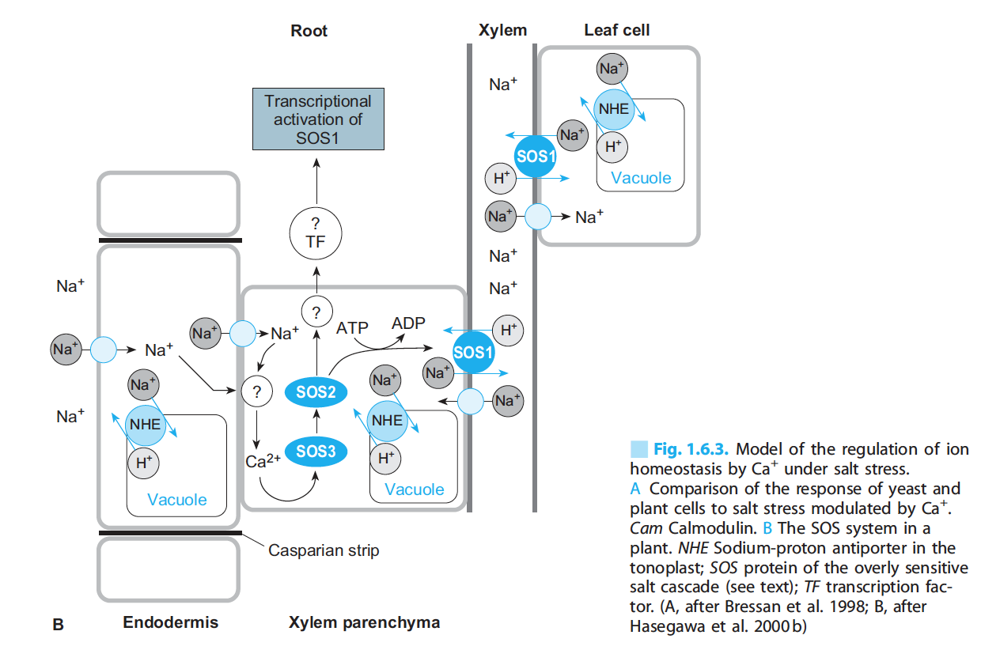 Root
Xylem
Leaf cell
Na+
Na+
NHE
H+
Vacuole
Na+
SOS1
H+
Na+
Na+
Na+
Na+
Transcriptional
activation of
SOS1
?
TF
?
Na+
Na+
Na+
Na+
Na+
NHE
H+
Vacuole
Na+
Na+
?
Ca2+
SOS2
SOS3
ATP
ADP
Na+
NHE
H+
Vacuole
H+
SOS1
Na+
Na+
Casparian strip
B
Endodermis
Xylem parenchyma
Fig. 1.6.3. Model of the regulation of ion
homeostasis by Ca+ under salt stress.
A Comparison of the response of yeast and
plant cells to salt stress modulated by Ca+.
Cam Calmodulin. B The SOS system in a
plant. NHE Sodium-proton antiporter in the
tonoplast; SOS protein of the overly sensitive
salt cascade (see text); TF transcription fac-
tor. (A, after Bressan et al. 1998; B, after
Hasegawa et al. 2000 b)